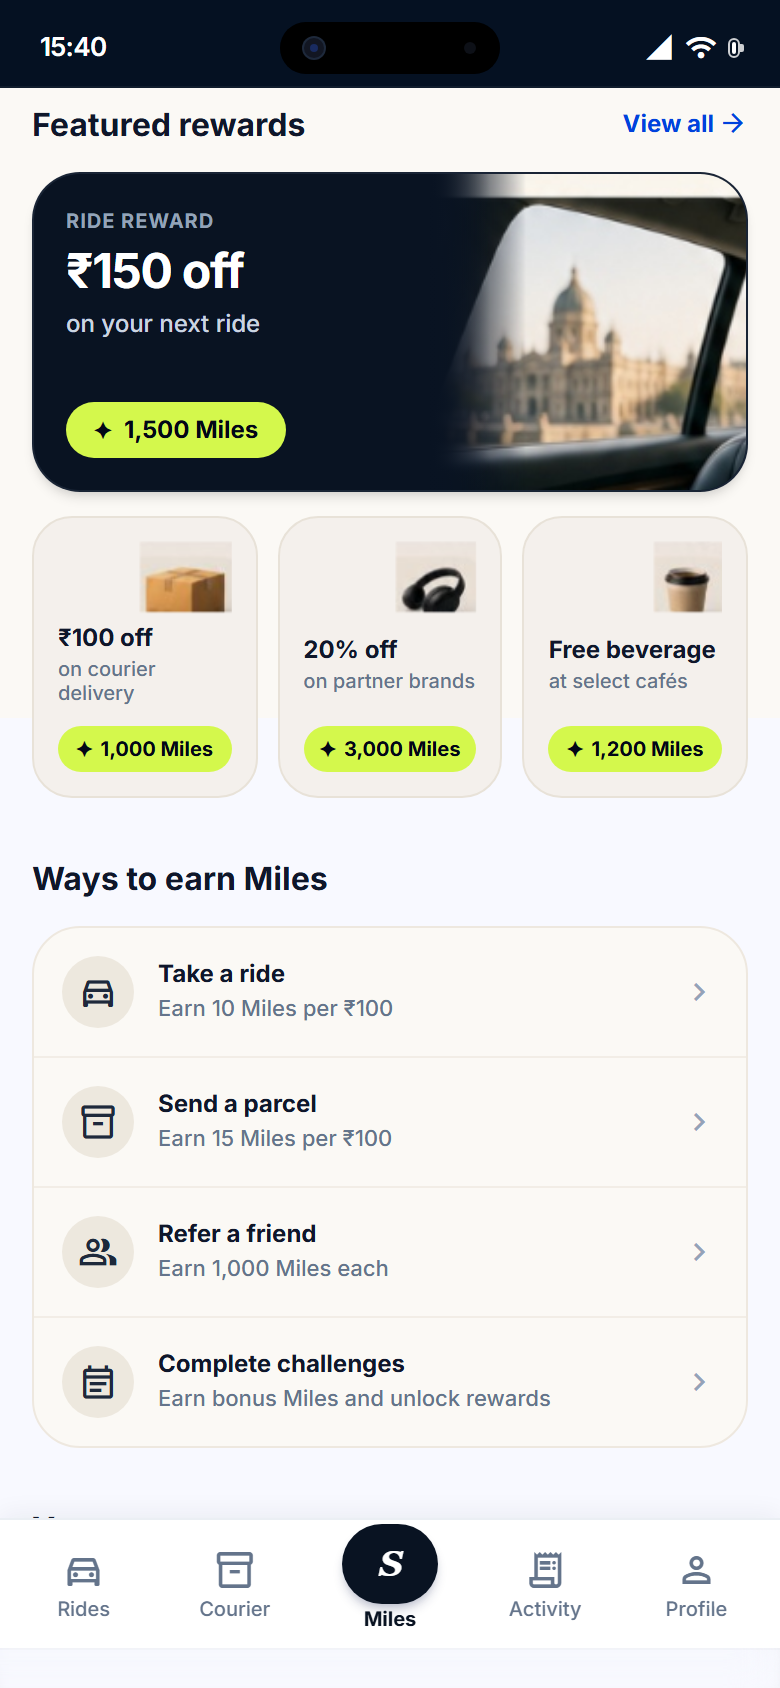 15:40
Featured rewards
View all
RIDE REWARD
₹150 off
on your next ride
1,500 Miles
₹100 off
on courier
delivery
1,000 Miles
20% off
on partner brands
3,000 Miles
Free beverage
at select cafés
1,200 Miles
Ways to earn Miles
Take a ride
Earn 10 Miles per ₹100
Send a parcel
Earn 15 Miles per ₹100
Refer a friend
Earn 1,000 Miles each
Complete challenges
Earn bonus Miles and unlock rewards
Rides
Courier
S
Miles
Activity
Profile